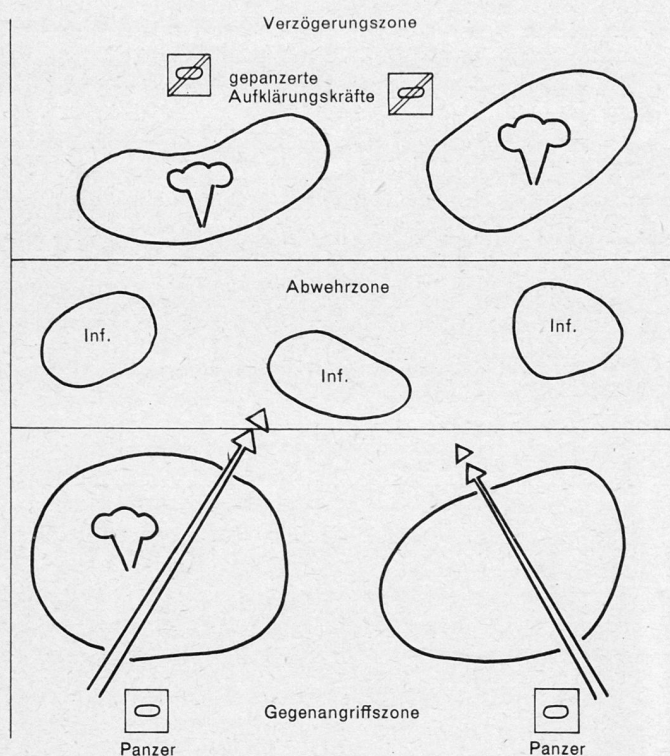 Verzögerungszone
gepanzerte
Aufklärungskräfte
Abwehrzone
Inf.
Inf.
Inf.
Gegenangriffszone
Panzer
Panzer